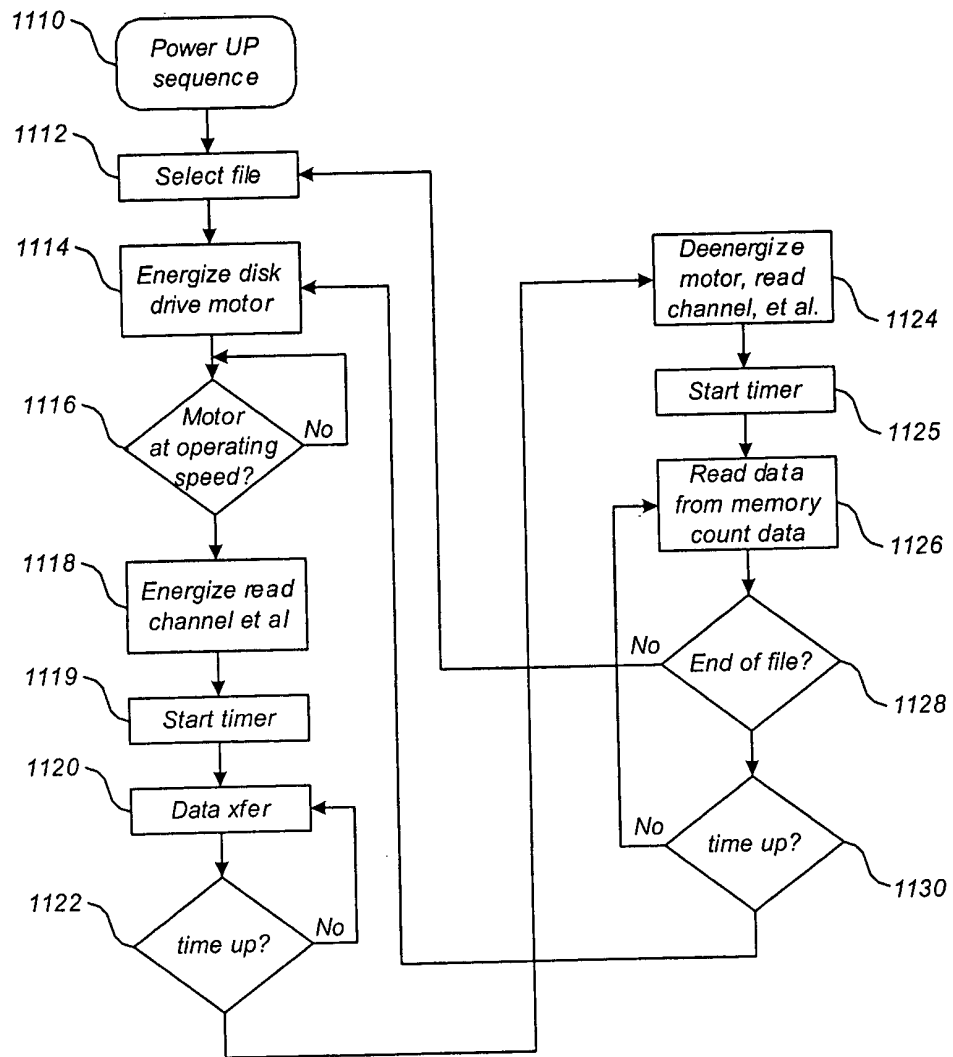 1110
Power UP
sequence
1112
Select file
1114
Energize disk
drive motor
1116
Motor
at operating
speed?
No
1118
Energize read
channel et al
1119
Start timer
1120
Data xfer
1122
time up?
No
Deenergize
motor, read
channel, et al.
1124
Start timer
1125
Read data
from memory
count data
1126
No
End of file?
1128
No
time up?
1130